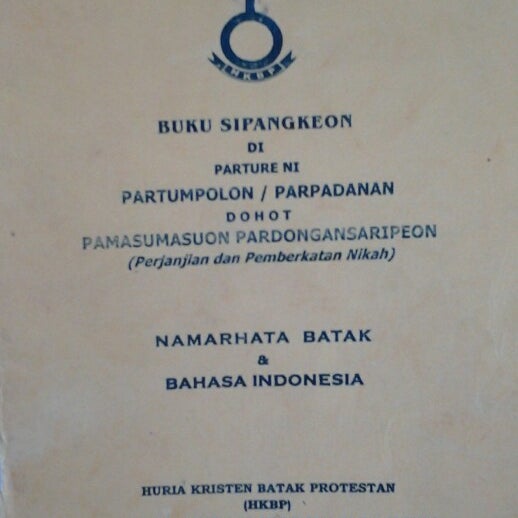 HKBP
BUKU SIPANGKEON
DI
PARTURE NI
PARTUMPOLON / PARPADANAN
DOHOT
PAMASUMASUON PARDONGANSARIPEON
(Perjanjian dan Pemberkatan Nikah)
NAMARHATA BATAK
&
BAHASA INDONESIA
HURIA KRISTEN BATAK PROTESTAN
(HKBP)